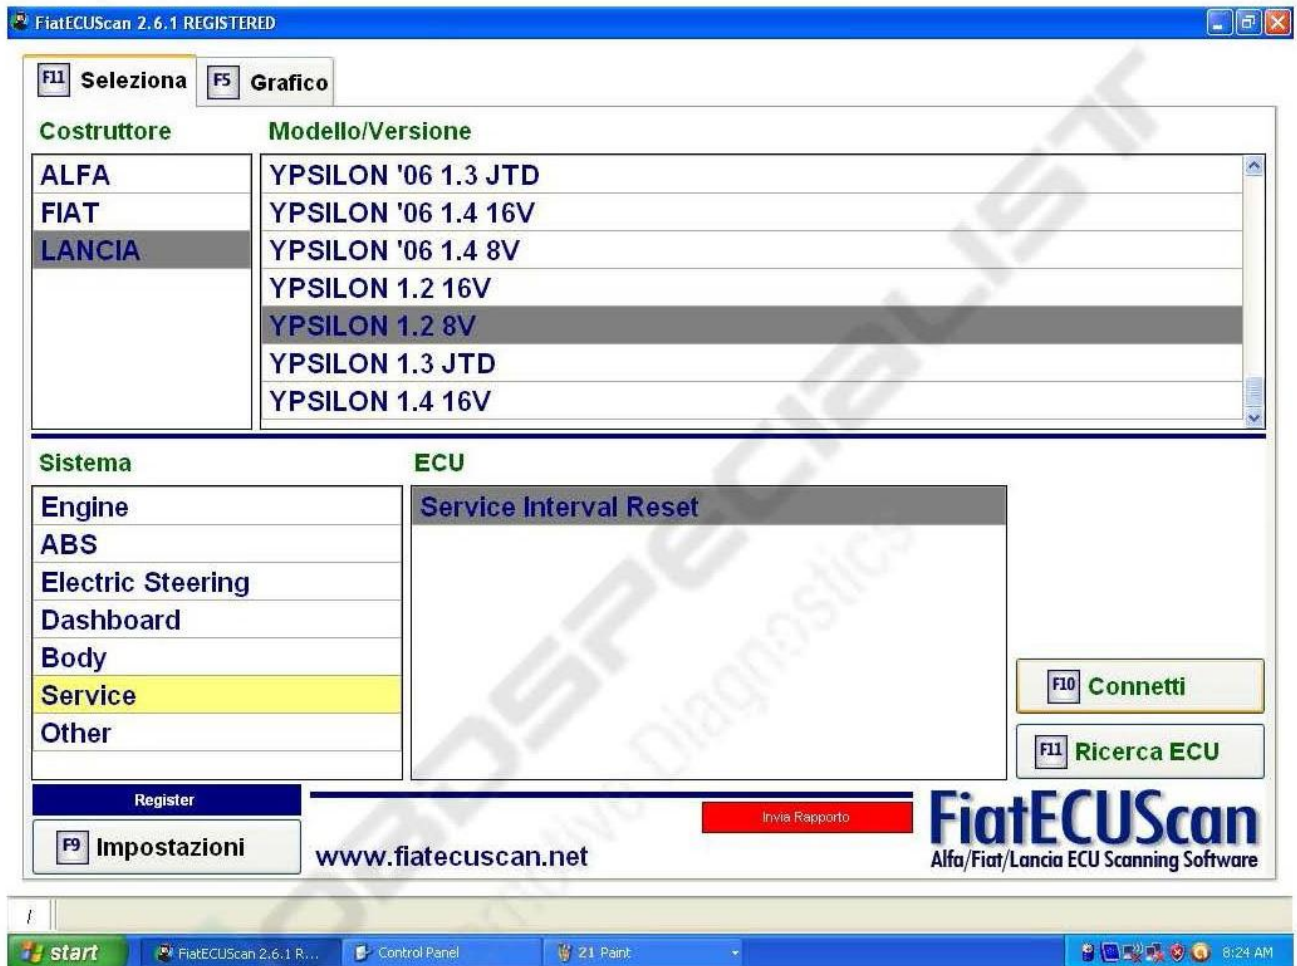 FiatECUScan 2.6.1 REGISTERED
F11 Seleziona F5 Grafico
Costruttore Modello/Versione
ALFA
FIAT
LANCIA
YPSILON '06 1.3 JTD
YPSILON '06 1.4 16V
YPSILON '06 1.4 8V
YPSILON 1.2 16V
YPSILON 1.2 8V
YPSILON 1.3 JTD
YPSILON 1.4 16V
Sistema ECU
Engine
ABS
Electric Steering
Dashboard
Body
Service
Other
Service Interval Reset
F10 Connetti
F11 Ricerca ECU
Register
F9 Impostazioni
www.fiatecuscan.net
Invia Rapporto
FiatECUScan
Alfa/Fiat/Lancia ECU Scanning Software
/
start FiatECUScan 2.6.1 R... Control Panel 21 Paint 8:24 AM
OBDSPECIALIST
Diagnostics